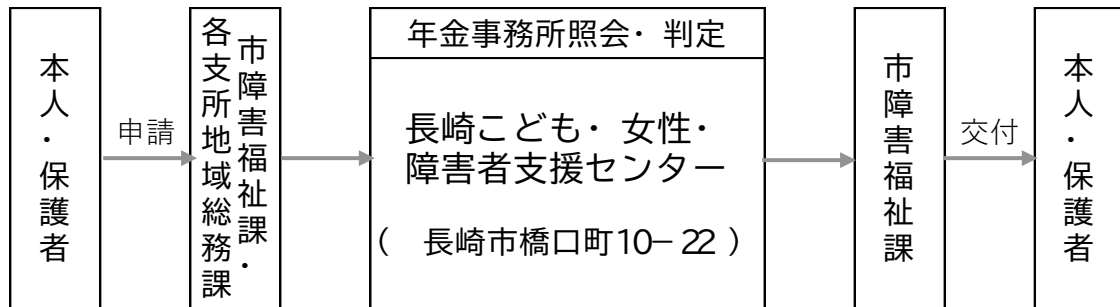 本人・保護者
申請
市障害福祉課・
各支所地域総務課
年金事務所照会・判定
長崎こども・女性・
障害者支援センター
（ 長崎市橋口町10−22 ）
市障害福祉課
交付
本人・保護者